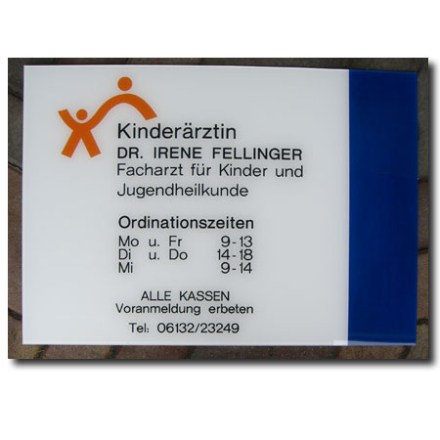 Kinderärztin
DR. IRENE FELLINGER
Facharzt für Kinder und
Jugendheilkunde
Ordinationszeiten
Mo u. Fr 9-13
Di u. Do 14-18
Mi 9-14
ALLE KASSEN
Voranmeldung erbeten
Tel: 06132/23249